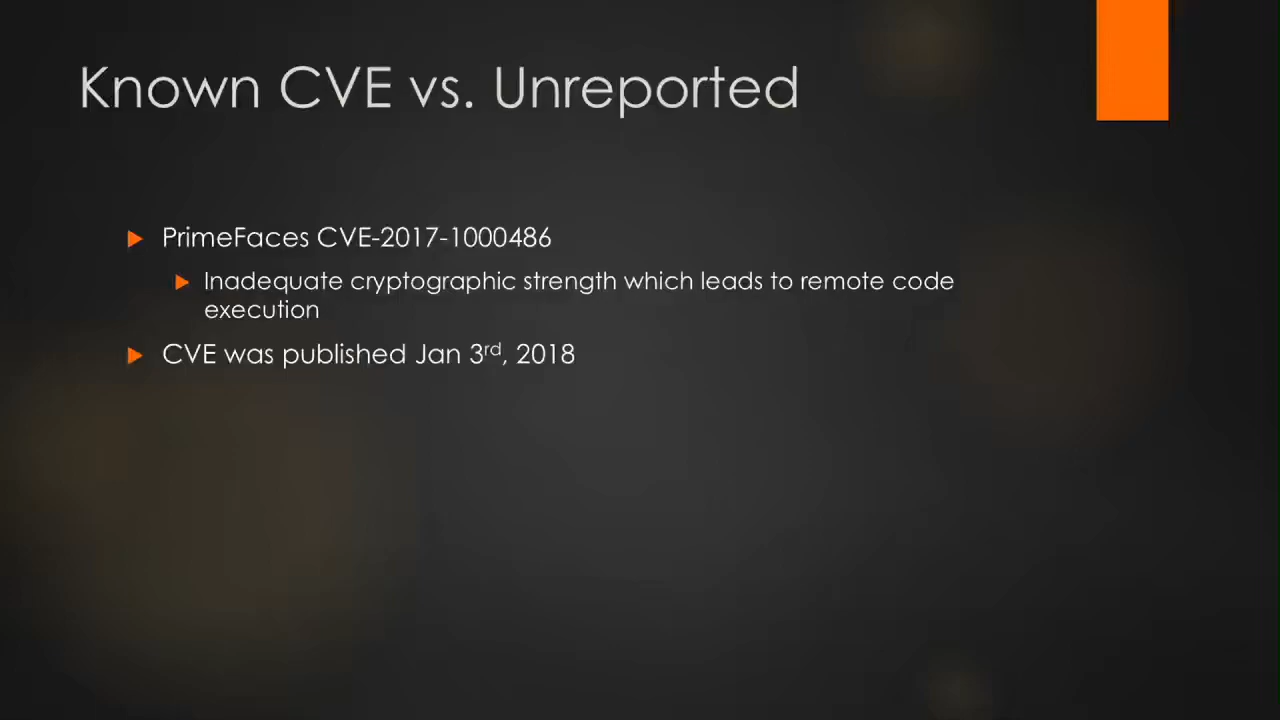 Known CVE vs. Unreported
PrimeFaces CVE-2017-1000486
Inadequate cryptographic strength which leads to remote code
execution
CVE was published Jan 3rd, 2018